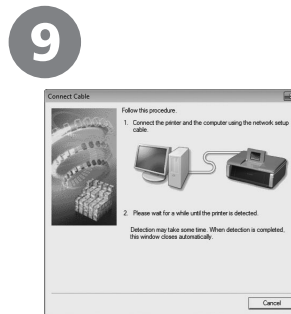 9
Connect Cable
Follow this procedure.
1. Connect the printer and the computer using the network setup
cable.
2. Please wait for a while until the printer is detected.
Detection may take some time. When detection is completed,
this window closes automatically.
Cancel